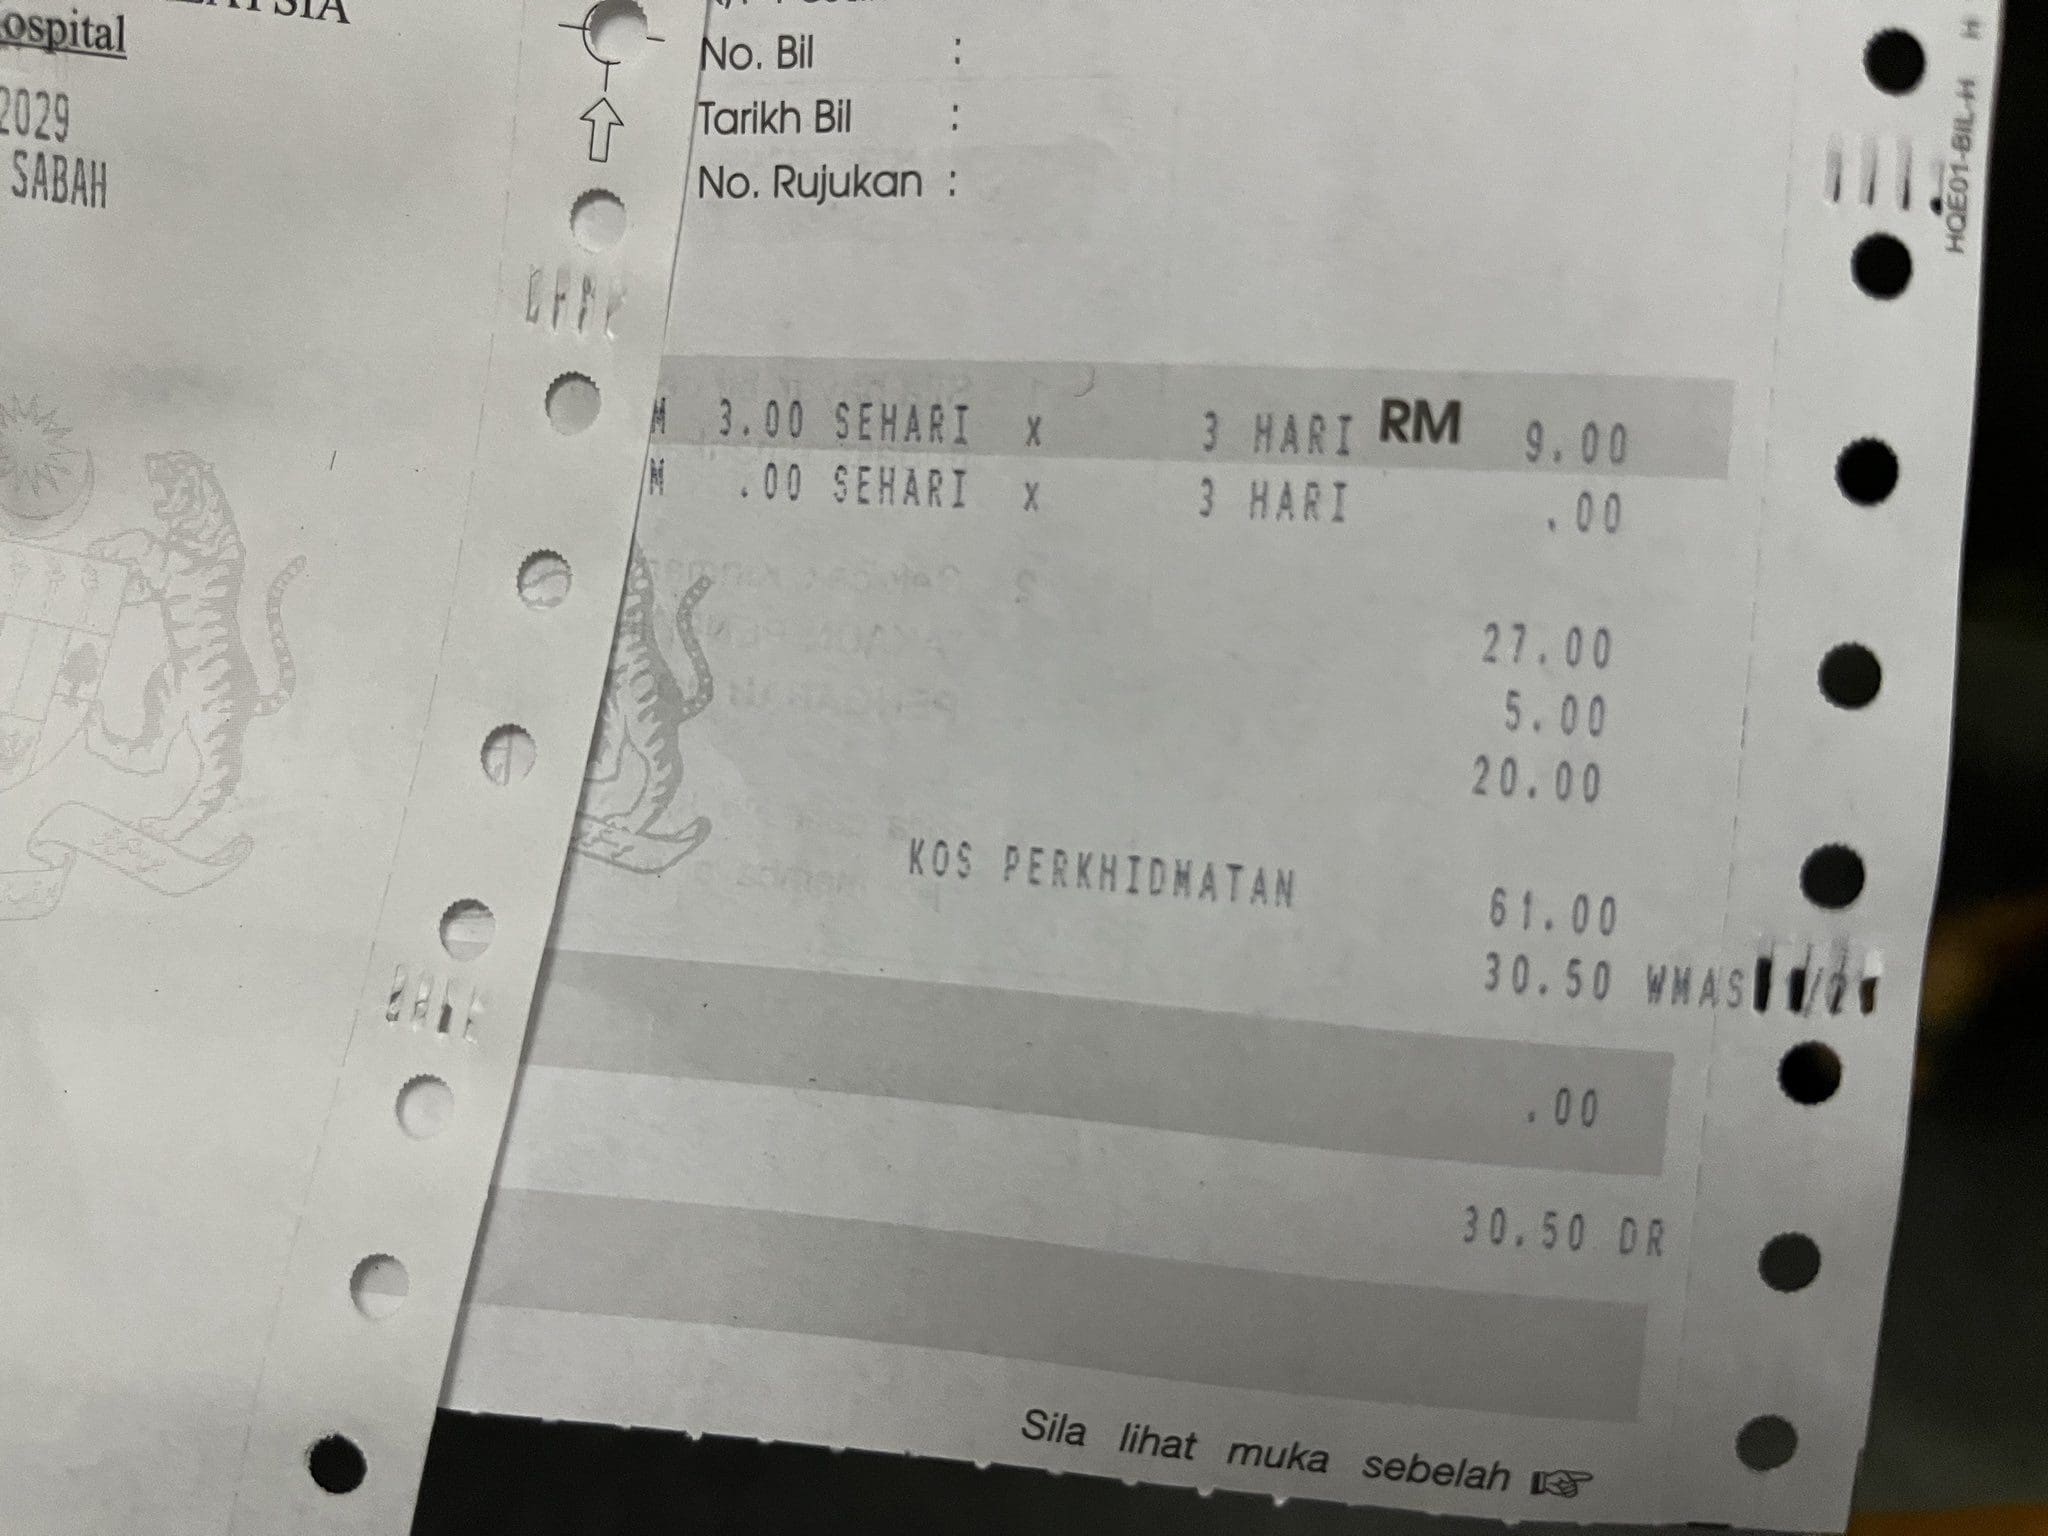 ospital
2029
SABAH
No. Bil :
Tarikh Bil :
No. Rujukan :
HQE01-BIL-H H
M 3.00 SEHARI x 3 HARI RM 9.00
M .00 SEHARI x 3 HARI .00
27.00
5.00
20.00
KOS PERKHIDMATAN 61.00
30.50 WMAS
.00
30.50 DR
Sila lihat muka sebelah